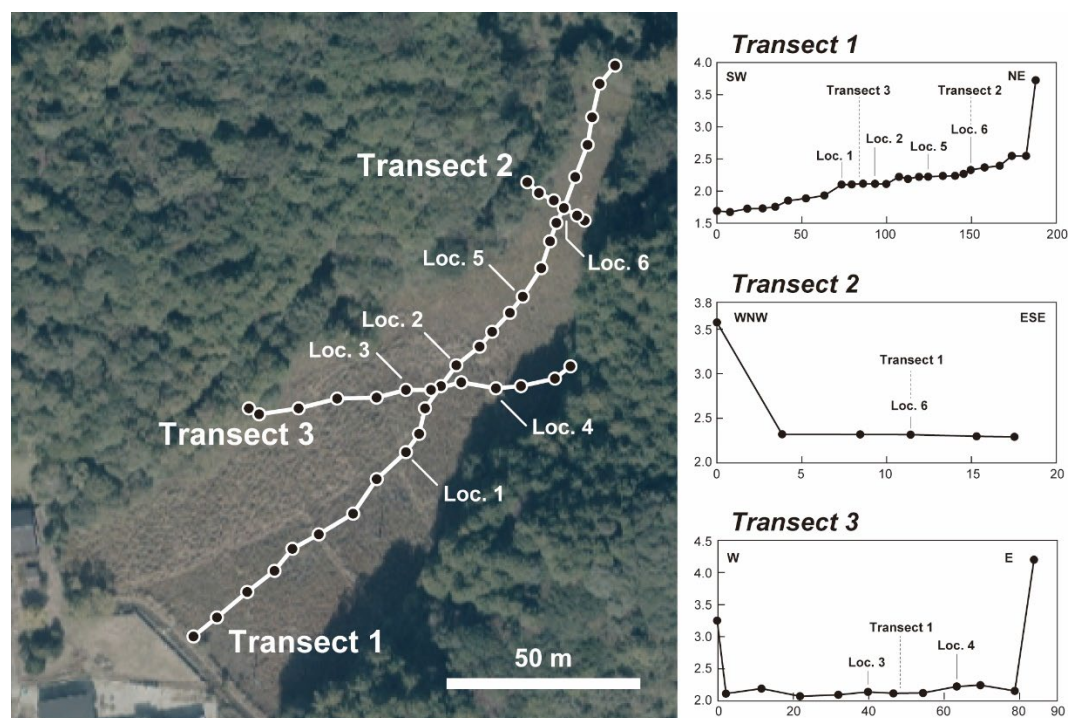 Transect 2
Loc. 5
Loc. 6
Loc. 2
Loc. 3
Transect 3
Loc. 4
Loc. 1
Transect 1
50 m
Transect 1
4.0
3.5
3.0
2.5
2.0
1.5
SW
NE
Transect 3
Transect 2
Loc. 1
Loc. 2
Loc. 5
Loc. 6
0 50 100 150 200
Transect 2
3.8
3.5
3.0
2.5
2.0
WNW
ESE
Transect 1
Loc. 6
0 5 10 15 20
Transect 3
4.5
4.0
3.5
3.0
2.5
2.0
1.5
W
E
Transect 1
Loc. 3
Loc. 4
0 20 40 60 80 90